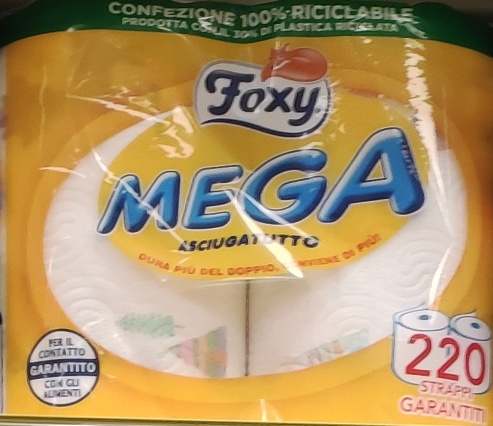 CONFEZIONE 100% RICICLABILE
PRODOTTA CON IL 30% DI PLASTICA RICICLATA
Foxy
MEGA
ASCIUGATUTTO
DURA PIÙ DEL DOPPIO, CONVIENE DI PIÙ!
PER IL
CONTATTO
GARANTITO
CON GLI
ALIMENTI
220
STRAPPI
GARANTITI